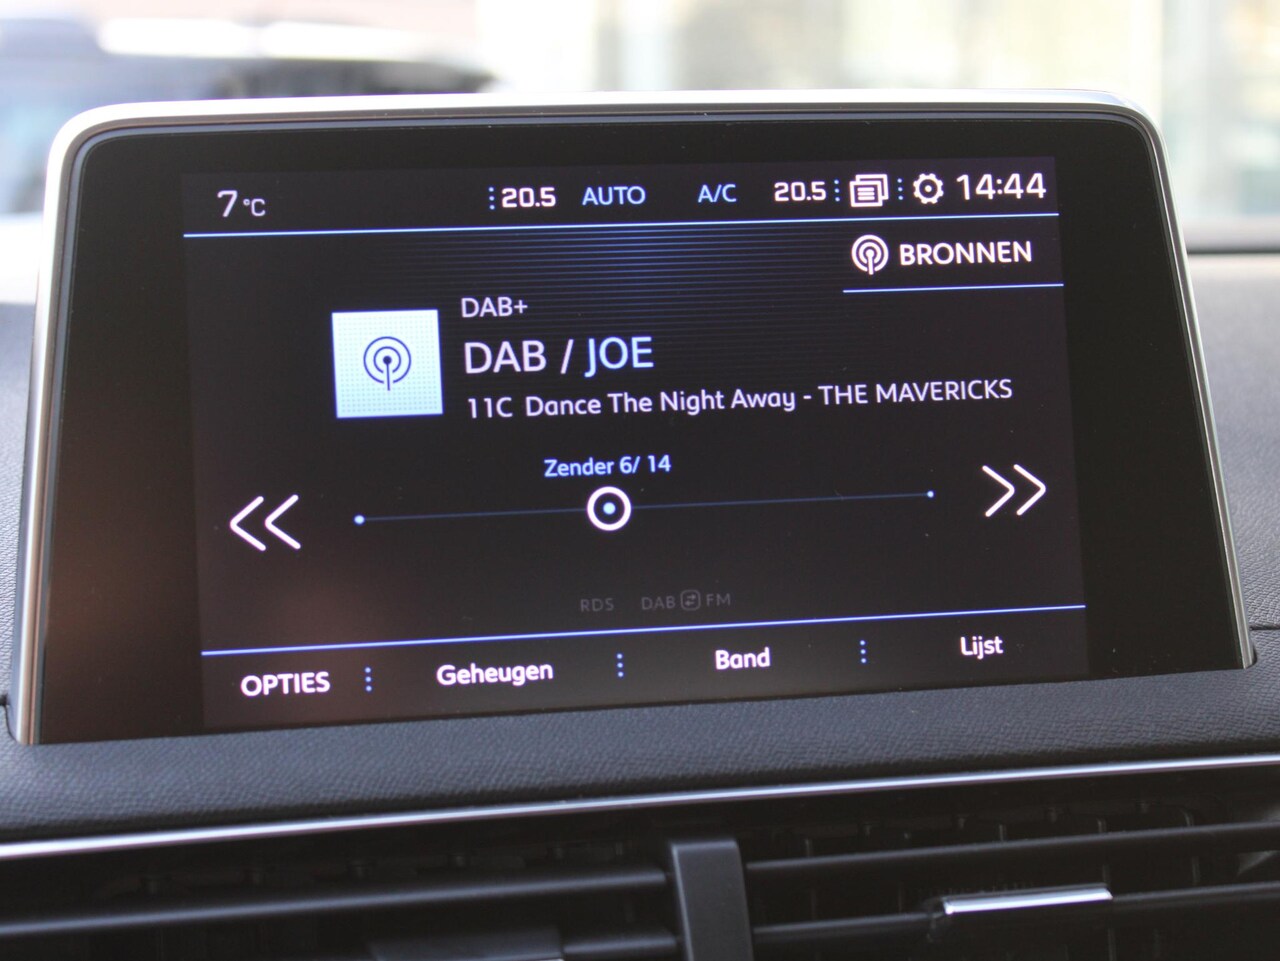 7°C 20.5 AUTO A/C 20.5 14:44
BRONNEN
DAB+
DAB / JOE
11C Dance The Night Away - THE MAVERICKS
Zender 6/ 14
RDS DAB FM
OPTIES Geheugen Band Lijst